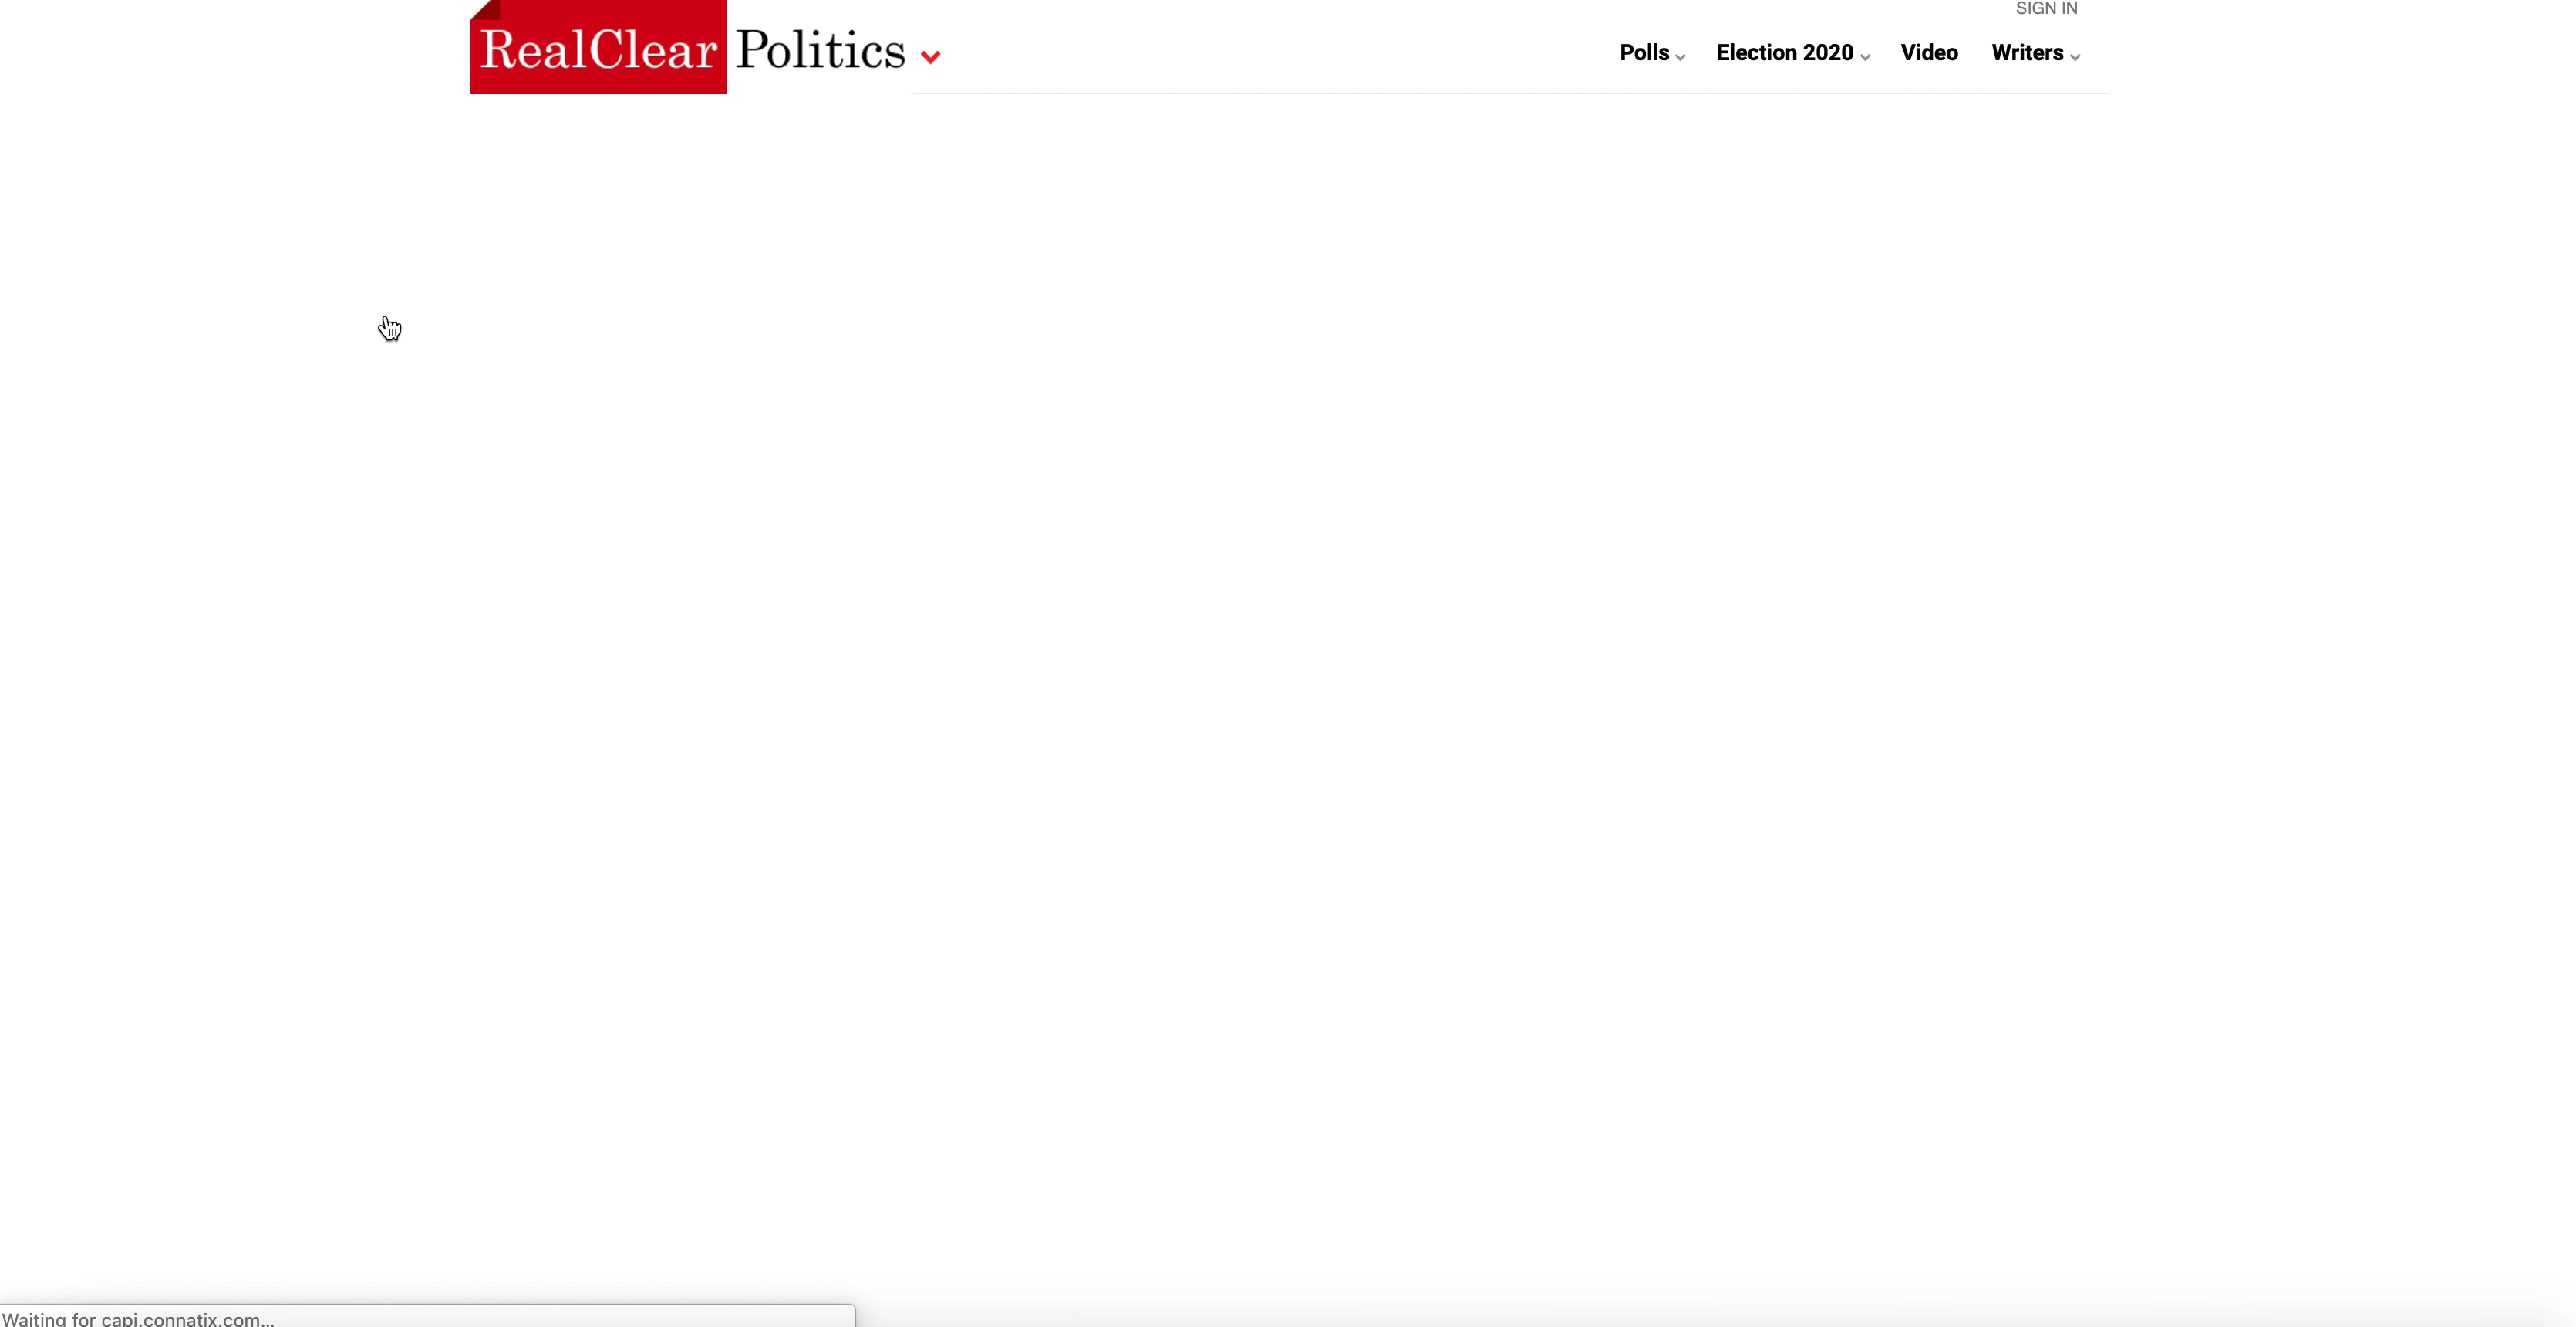 SIGN IN
RealClear Politics
Polls Election 2020 Video Writers
Waiting for capi.connatix.com...